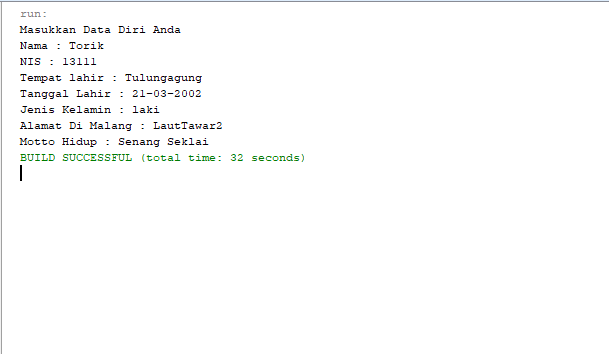 run:
Masukkan Data Diri Anda
Nama : Torik
NIS : 13111
Tempat lahir : Tulungagung
Tanggal Lahir : 21-03-2002
Jenis Kelamin : laki
Alamat Di Malang : LautTawar2
Motto Hidup : Senang Seklai
BUILD SUCCESSFUL (total time: 32 seconds)